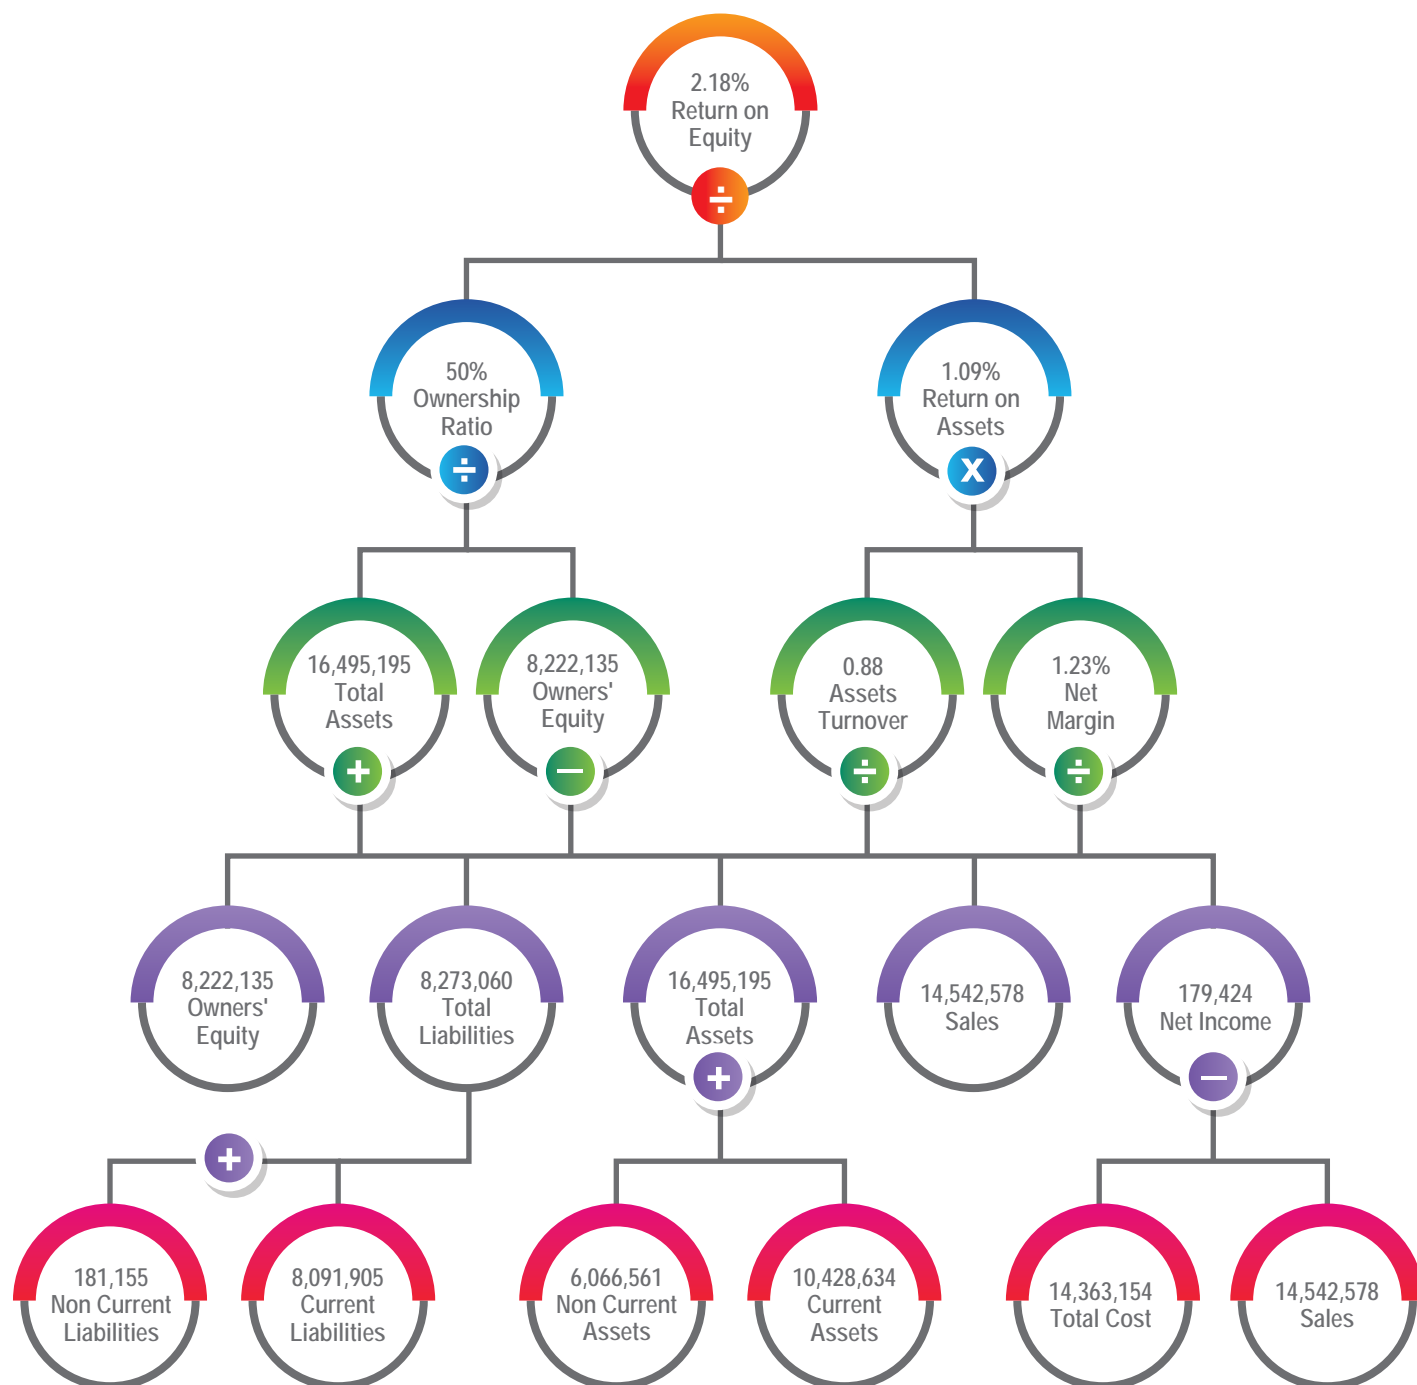 2.18%
Return on
Equity
÷
50%
Ownership
Ratio
÷
1.09%
Return on
Assets
X
16,495,195
Total
Assets
+
8,222,135
Owners'
Equity
−
0.88
Assets
Turnover
÷
1.23%
Net
Margin
÷
8,222,135
Owners'
Equity
8,273,060
Total
Liabilities
16,495,195
Total
Assets
+
14,542,578
Sales
179,424
Net Income
−
+
181,155
Non Current
Liabilities
8,091,905
Current
Liabilities
6,066,561
Non Current
Assets
10,428,634
Current
Assets
14,363,154
Total Cost
14,542,578
Sales